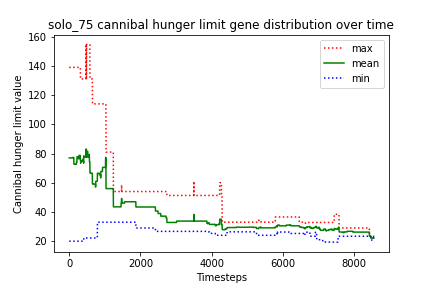 solo_75 cannibal hunger limit gene distribution over time
160
140
120
100
80
60
40
20
Cannibal hunger limit value
max
mean
min
0
2000
4000
6000
8000
Timesteps